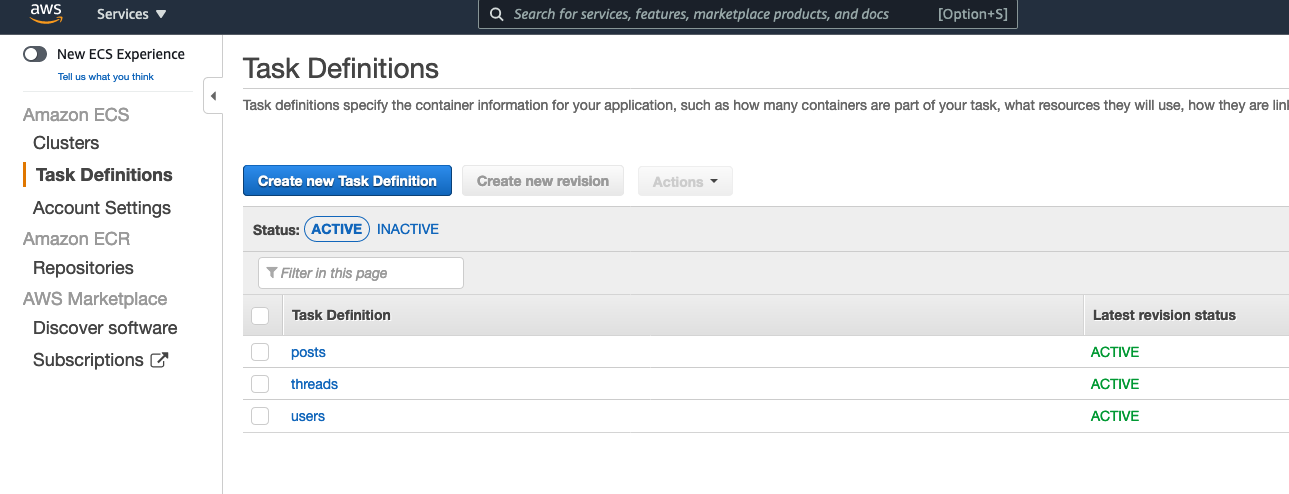 aws Services Search for services, features, marketplace products, and docs [Option+S]
New ECS Experience
Tell us what you think
Amazon ECS
Clusters
Task Definitions
Account Settings
Amazon ECR
Repositories
AWS Marketplace
Discover software
Subscriptions
Task Definitions
Task definitions specify the container information for your application, such as how many containers are part of your task, what resources they will use, how they are
Create new Task Definition Create new revision Actions
Status: ACTIVE INACTIVE
Filter in this page
Task Definition Latest revision status
posts ACTIVE
threads ACTIVE
users ACTIVE